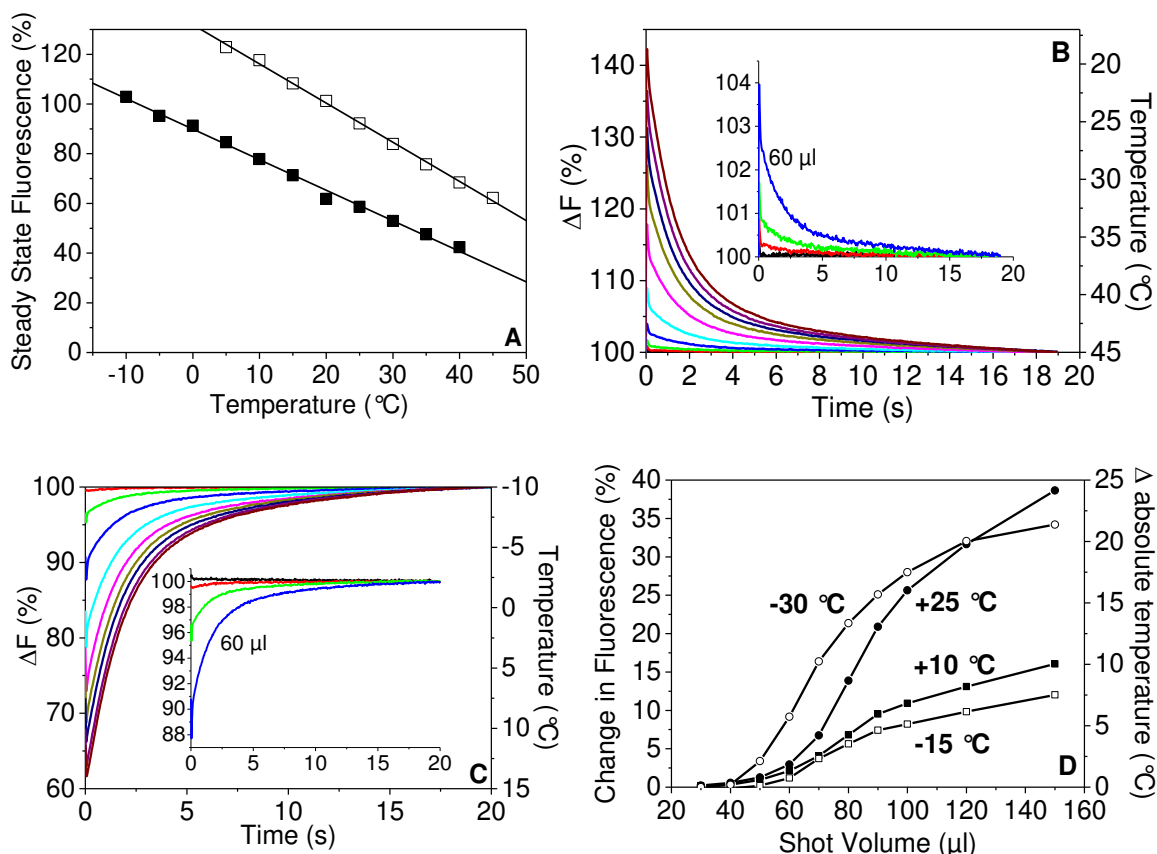 Steady State Fluorescence (%)
120
100
80
60
40
20
0
-10 0 10 20 30 40 50
Temperature (°C)
A
ΔF (%)
140
130
120
110
100
0 2 4 6 8 10 12 14 16 18 20
Time (s)
20
25
30
35
40
45
Temperature (°C)
B
104
103
102
101
100
0 5 10 15 20
60 µl
ΔF (%)
100
90
80
70
60
0 5 10 15 20
Time (s)
-10
-5
0
5
10
15
Temperature (°C)
C
100
98
96
94
92
90
88
0 5 10 15 20
60 µl
Change in Fluorescence (%)
40
35
30
25
20
15
10
5
0
20 40 60 80 100 120 140 160
Shot Volume (µl)
25
20
15
10
5
0
Δ absolute temperature (°C)
-30 °C
+25 °C
+10 °C
-15 °C
D